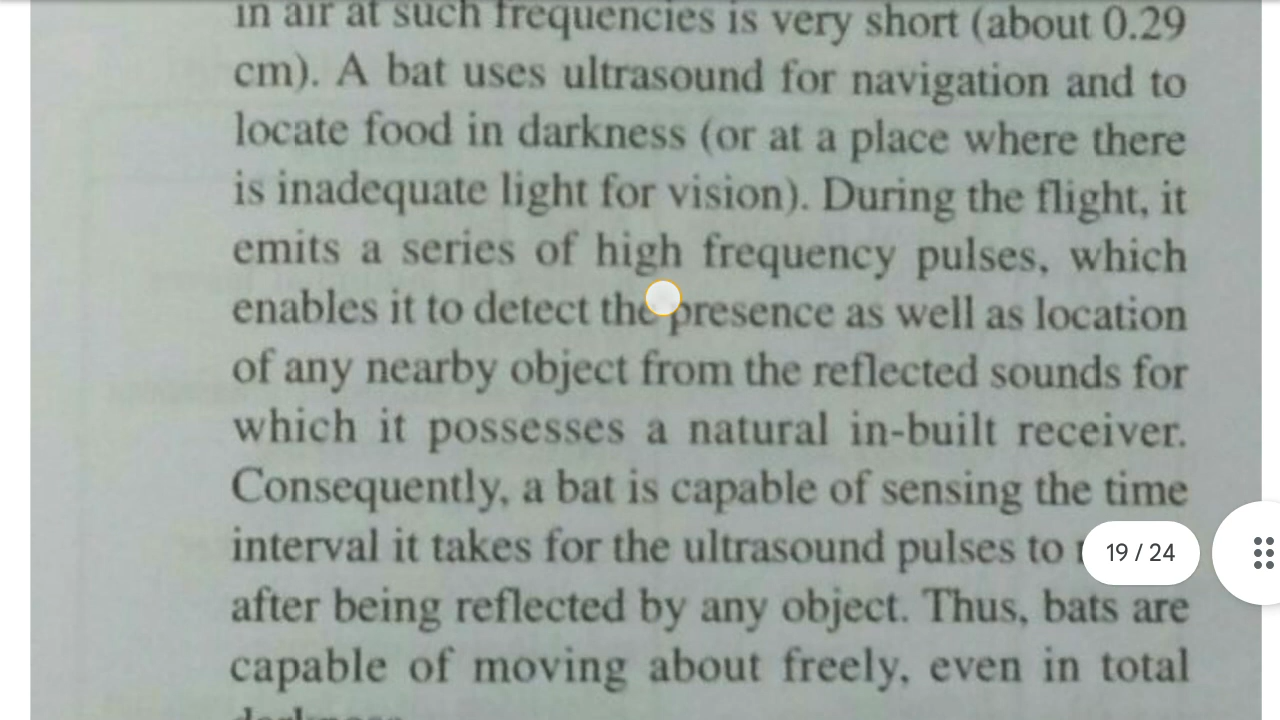 in air at such frequencies is very short (about 0.29
cm). A bat uses ultrasound for navigation and to
locate food in darkness (or at a place where there
is inadequate light for vision). During the flight, it
emits a series of high frequency pulses, which
enables it to detect the presence as well as location
of any nearby object from the reflected sounds for
which it possesses a natural in-built receiver.
Consequently, a bat is capable of sensing the time
interval it takes for the ultrasound pulses to
19 / 24
after being reflected by any object. Thus, bats are
capable of moving about freely, even in total